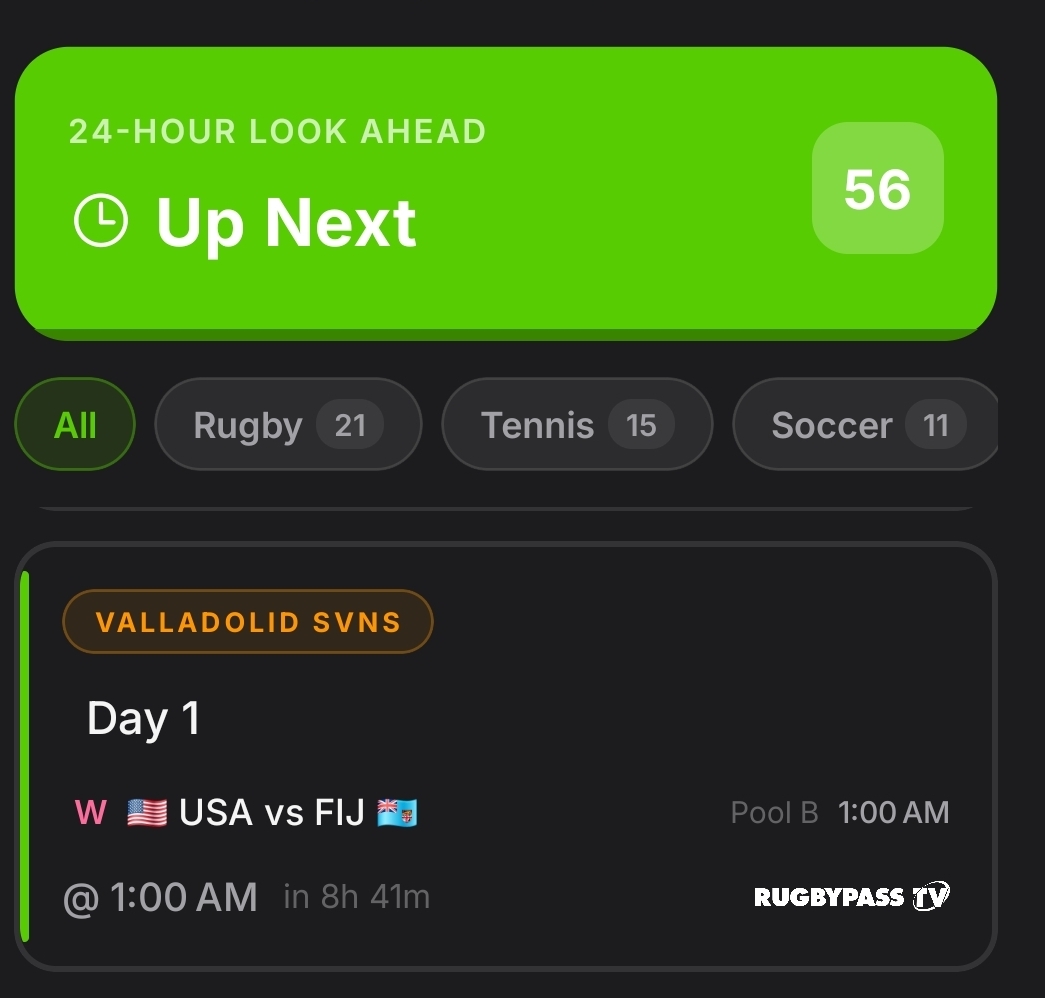 24-HOUR LOOK AHEAD
Up Next
56
All
Rugby 21
Tennis 15
Soccer 11
VALLADOLID SVNS
Day 1
W 🇺🇸 USA vs FIJ 🇫🇯 Pool B 1:00 AM
@ 1:00 AM in 8h 41m RUGBYPASS TV